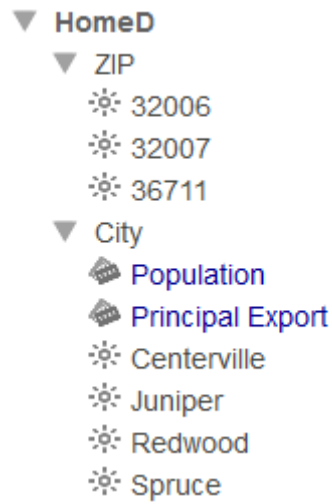 HomeD
ZIP
32006
32007
36711
City
Population
Principal Export
Centerville
Juniper
Redwood
Spruce